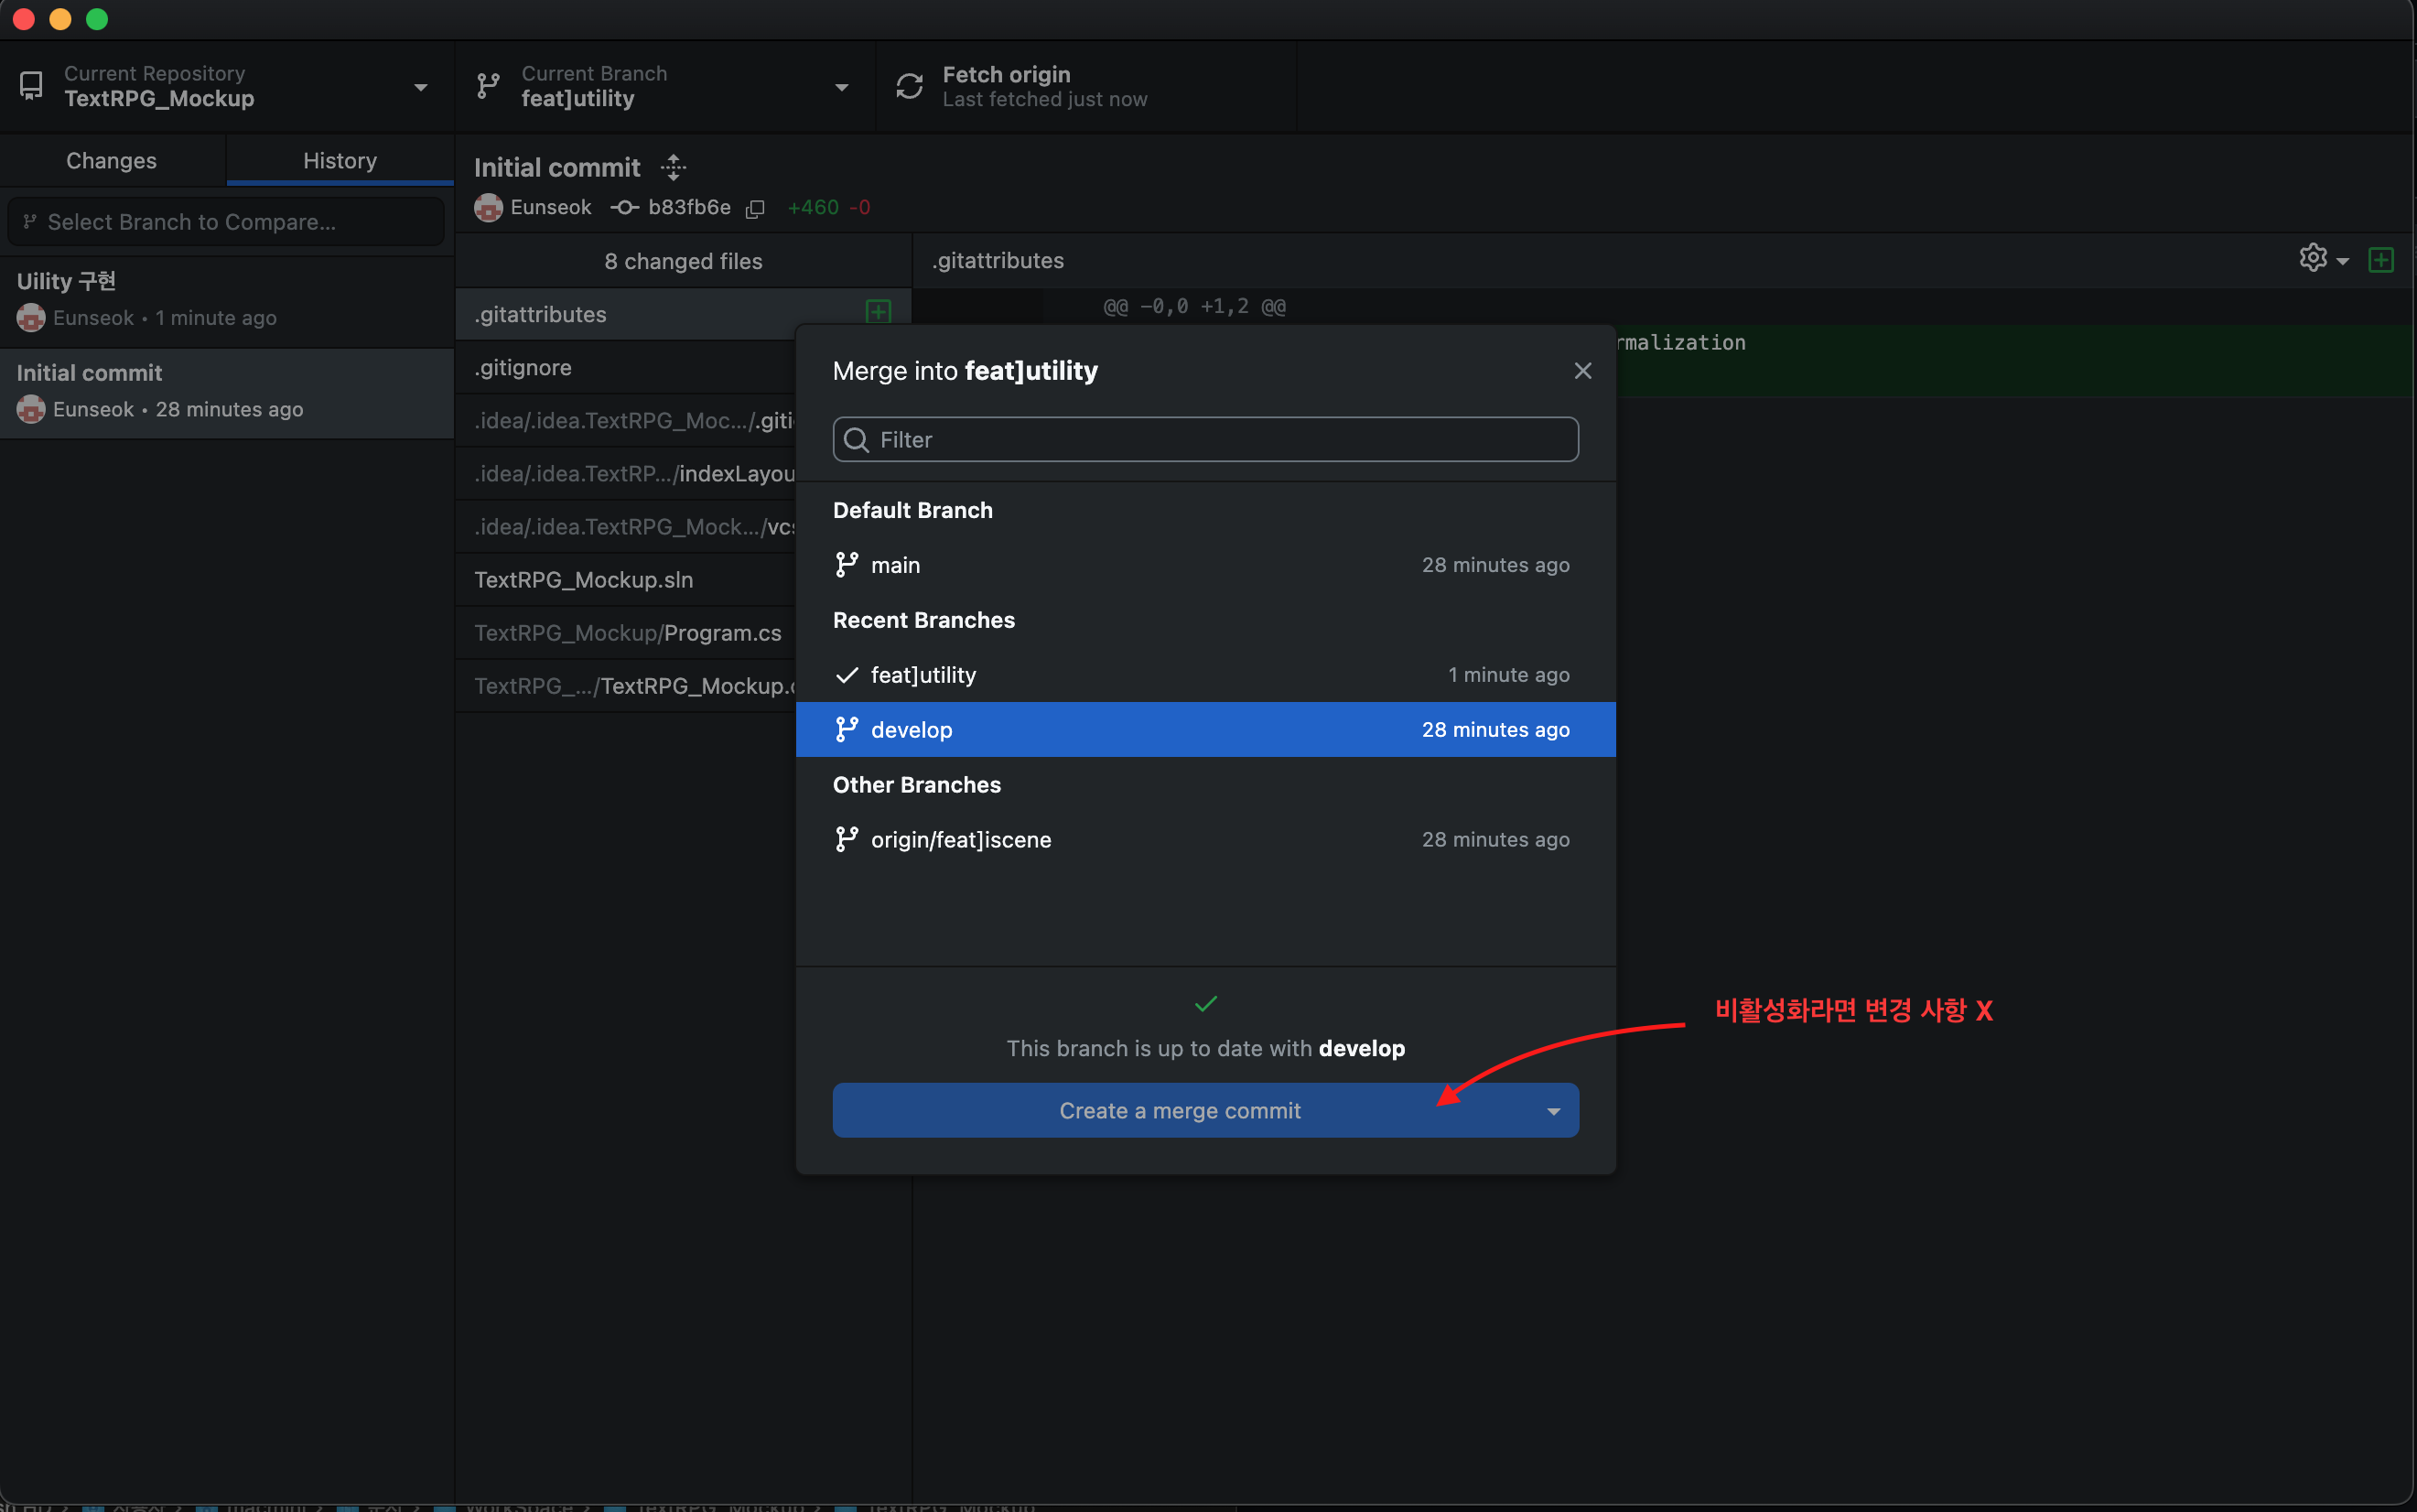 Current Repository
TextRPG_Mockup
Current Branch
feat]utility
Fetch origin
Last fetched just now
Changes
History
Select Branch to Compare...
Uility 구현
Eunseok • 1 minute ago
Initial commit
Eunseok • 28 minutes ago
Initial commit
Eunseok b83fb6e +460 -0
8 changed files
.gitattributes
.gitignore
.idea/.idea.TextRPG_Moc.../.giti
.idea/.idea.TextRP.../indexLayou
.idea/.idea.TextRPG_Mock.../vcs
TextRPG_Mockup.sln
TextRPG_Mockup/Program.cs
TextRPG_.../TextRPG_Mockup.c
.gitattributes
@@ -0,0 +1,2 @@
rmalization
Merge into feat]utility
Filter
Default Branch
main 28 minutes ago
Recent Branches
feat]utility 1 minute ago
develop 28 minutes ago
Other Branches
origin/feat]iscene 28 minutes ago
This branch is up to date with develop
Create a merge commit
비활성화라면 변경 사항 X